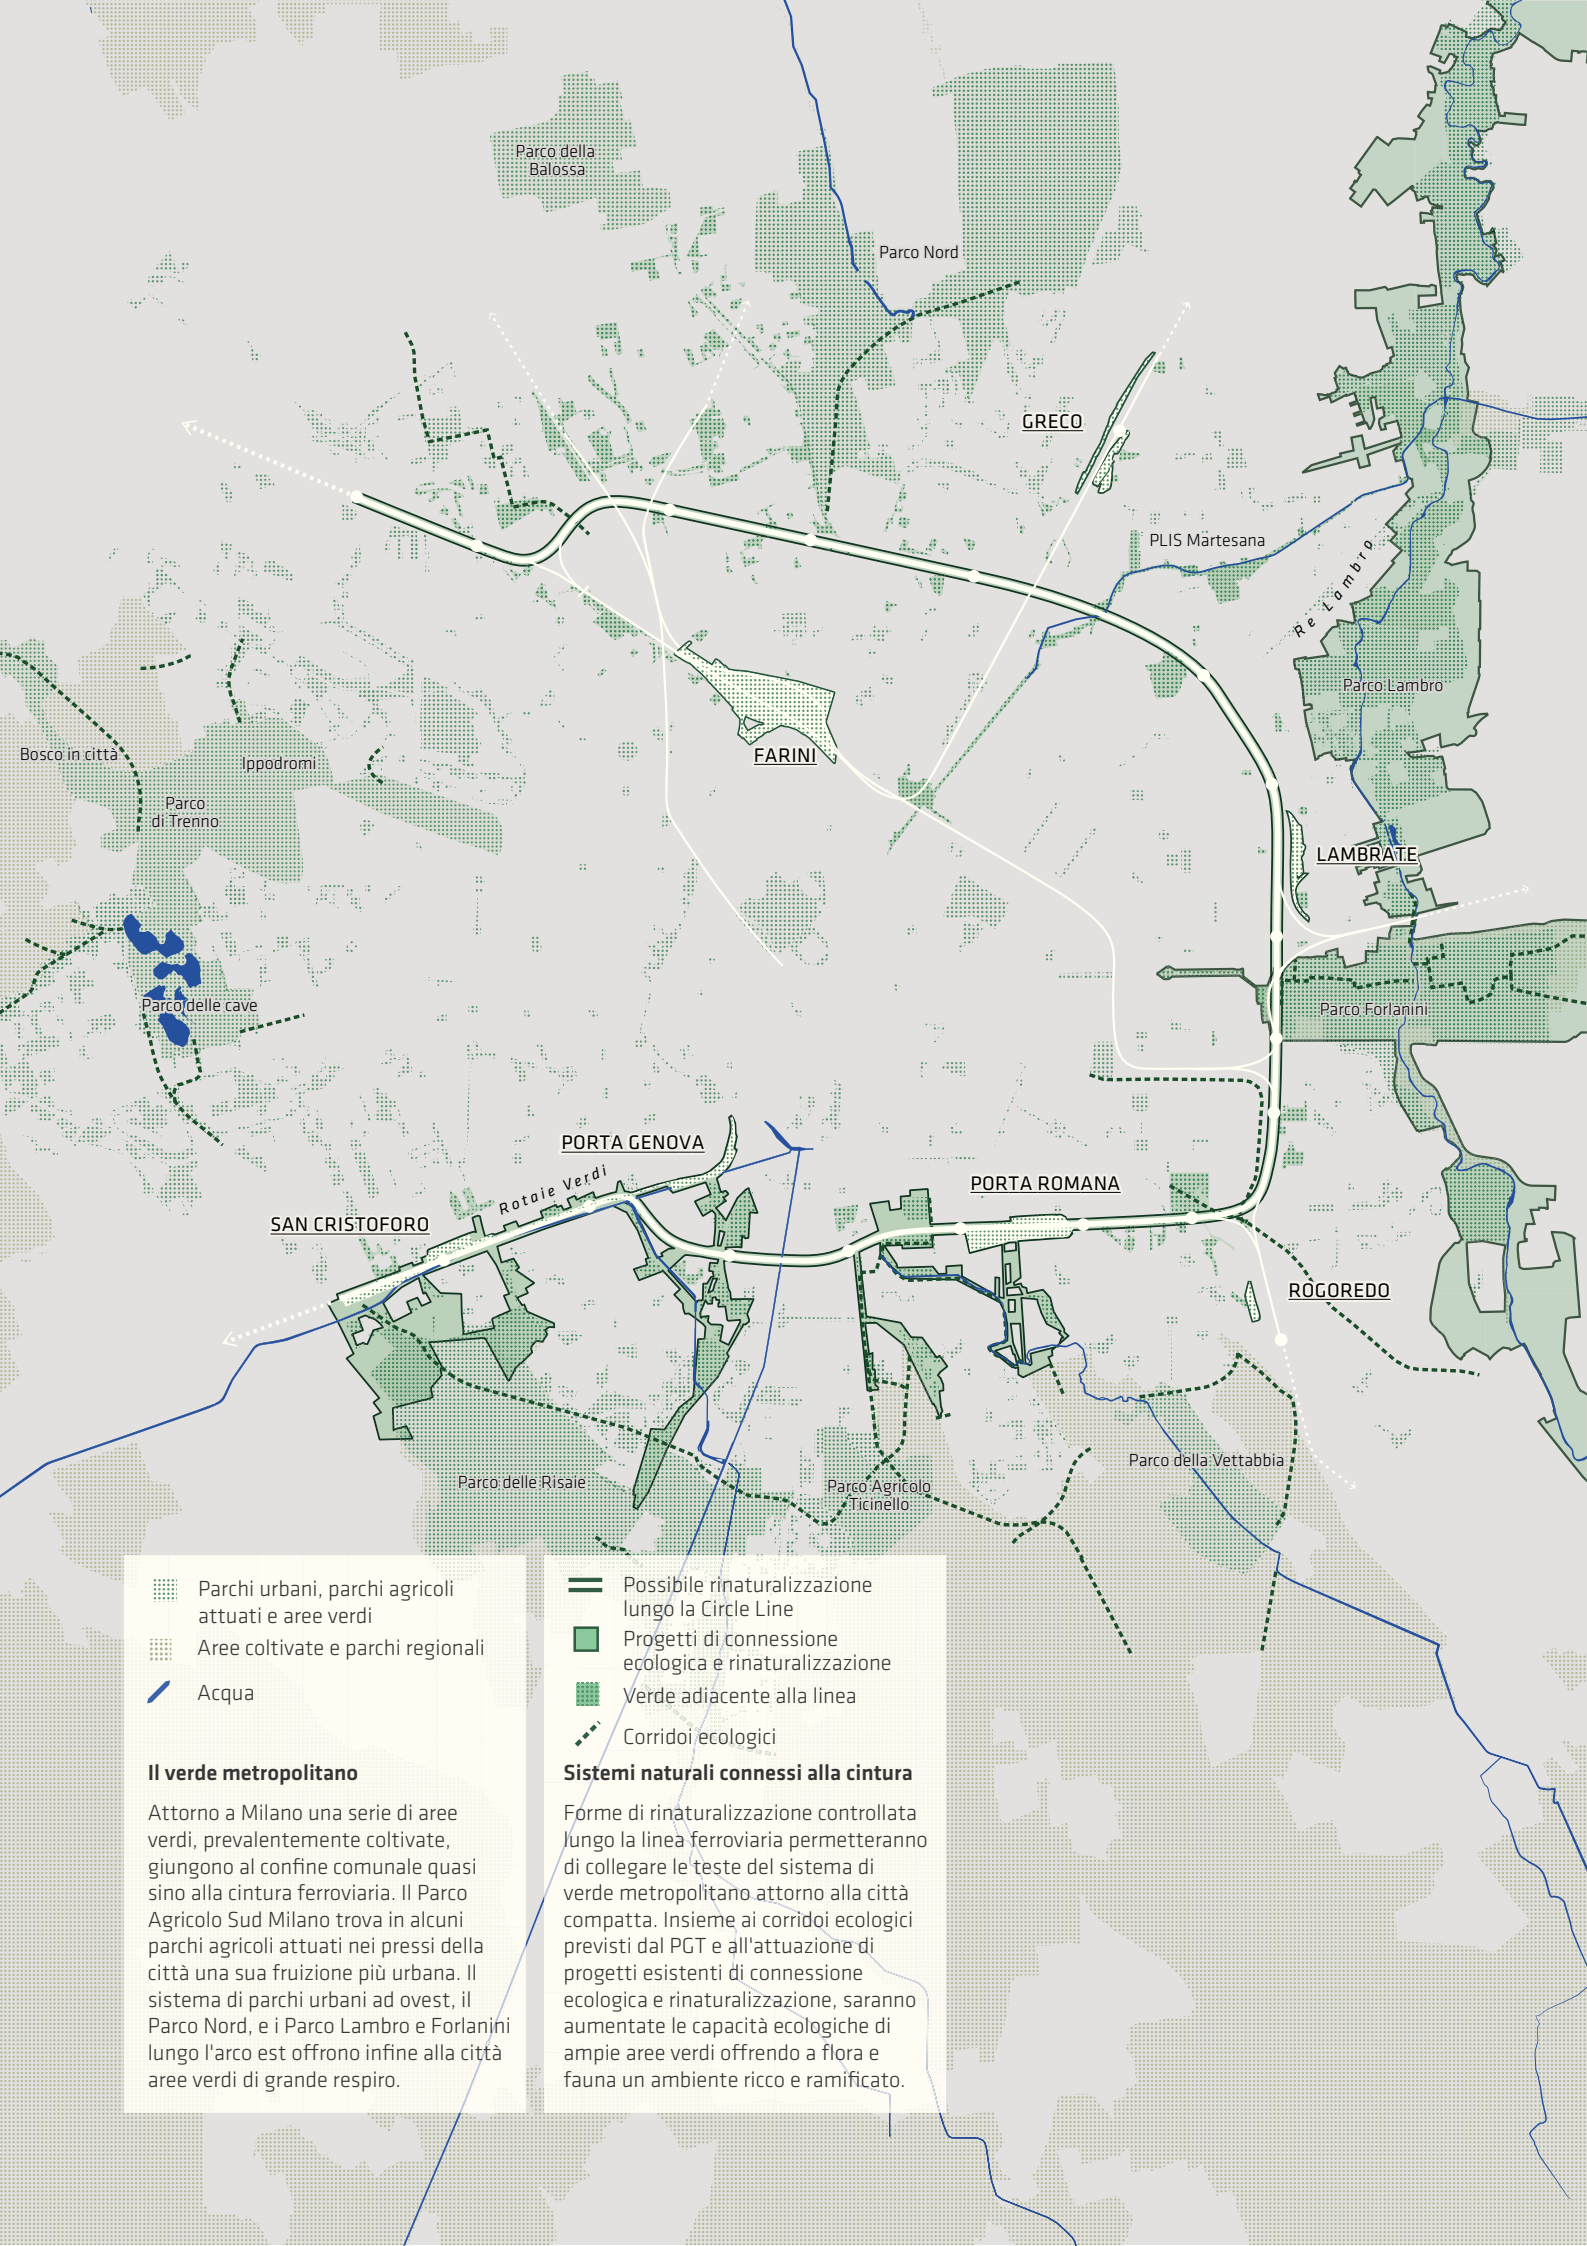 Parco della
Balossa
Parco Nord
GRECO
PLIS Martesana
Re Lambro
Parco Lambro
Bosco in città
Ippodromi
Parco
di Trenno
FARINI
LAMBRATE
Parco delle cave
Parco Forlanini
PORTA GENOVA
Rotaie Verdi
PORTA ROMANA
SAN CRISTOFORO
ROGOREDO
Parco delle Risaie
Parco Agricolo
Ticinello
Parco della Vettabbia
Parchi urbani, parchi agricoli
attuati e aree verdi
Aree coltivate e parchi regionali
Acqua
Il verde metropolitano
Attorno a Milano una serie di aree
verdi, prevalentemente coltivate,
giungono al confine comunale quasi
sino alla cintura ferroviaria. Il Parco
Agricolo Sud Milano trova in alcuni
parchi agricoli attuati nei pressi della
città una sua fruizione più urbana. Il
sistema di parchi urbani ad ovest, il
Parco Nord, e i Parco Lambro e Forlanini
lungo l'arco est offrono infine alla città
aree verdi di grande respiro.
Possibile rinaturalizzazione
lungo la Circle Line
Progetti di connessione
ecologica e rinaturalizzazione
Verde adiacente alla linea
Corridoi ecologici
Sistemi naturali connessi alla cintura
Forme di rinaturalizzazione controllata
lungo la linea ferroviaria permetteranno
di collegare le teste del sistema di
verde metropolitano attorno alla città
compatta. Insieme ai corridoi ecologici
previsti dal PGT e all'attuazione di
progetti esistenti di connessione
ecologica e rinaturalizzazione, saranno
aumentate le capacità ecologiche di
ampie aree verdi offrendo a flora e
fauna un ambiente ricco e ramificato.